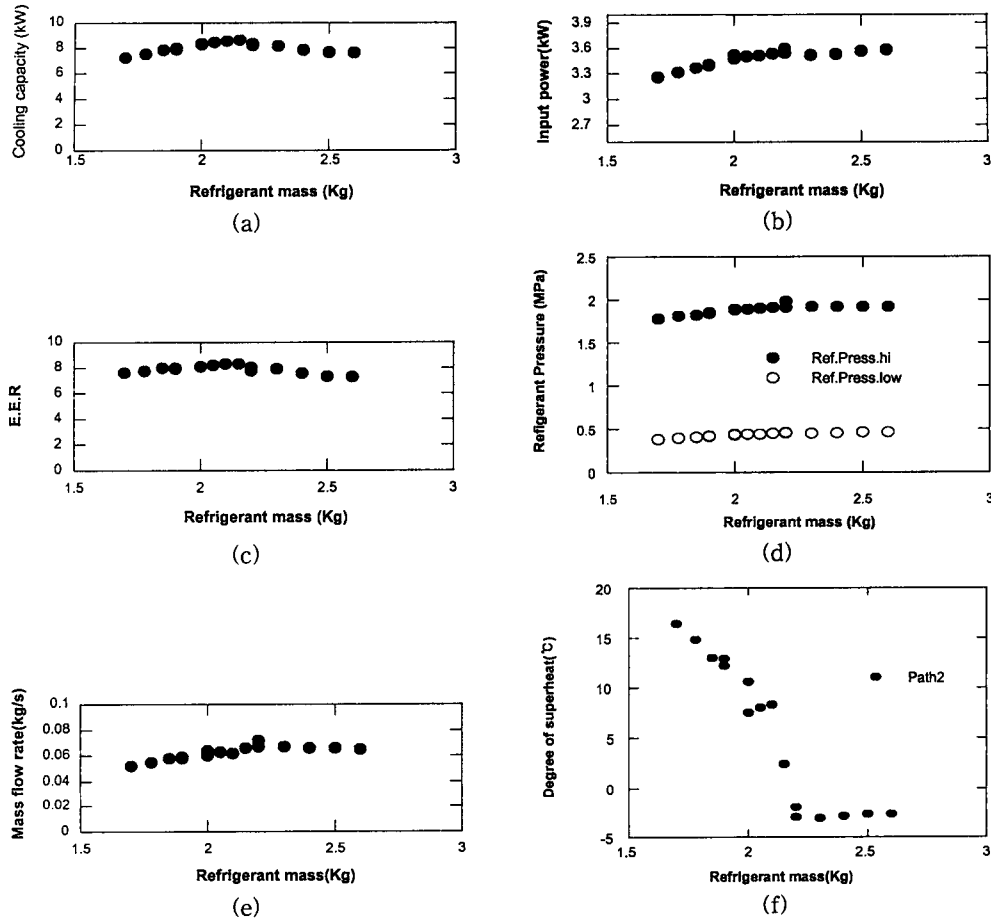 Cooling capacity (kW)
10
8
6
4
2
0
1.5
2
2.5
3
Refrigerant mass (Kg)
(a)
Input power(kW)
3.9
3.6
3.3
3
2.7
1.5
2
2.5
3
Refrigerant mass (Kg)
(b)
E.E.R
10
8
6
4
2
0
1.5
2
2.5
3
Refrigerant mass (Kg)
(c)
Refigerant Pressure (MPa)
2.5
2
1.5
1
0.5
0
Ref.Press.hi
Ref.Press.low
1.5
2
2.5
3
Refrigerant mass (Kg)
(d)
Mass flow rate(kg/s)
0.1
0.08
0.06
0.04
0.02
0
1.5
2
2.5
3
Refrigerant mass(Kg)
(e)
Degree of superheat(℃)
20
15
10
5
0
-5
Path2
1.5
2
2.5
3
Refrigerant mass(Kg)
(f)